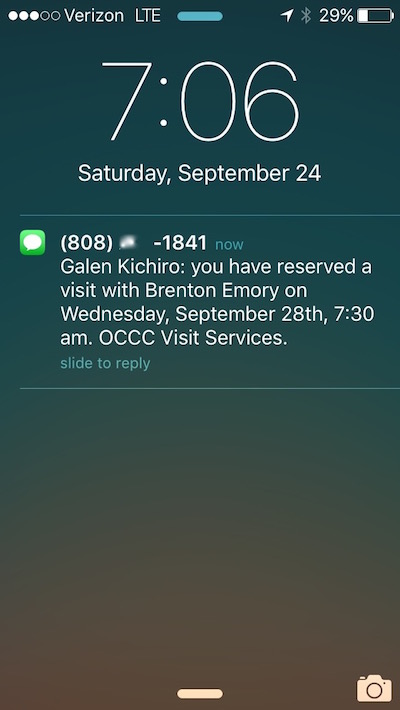 Verizon LTE 29%
7:06
Saturday, September 24
(808) -1841 now
Galen Kichiro: you have reserved a
visit with Brenton Emory on
Wednesday, September 28th, 7:30
am. OCCC Visit Services.
slide to reply